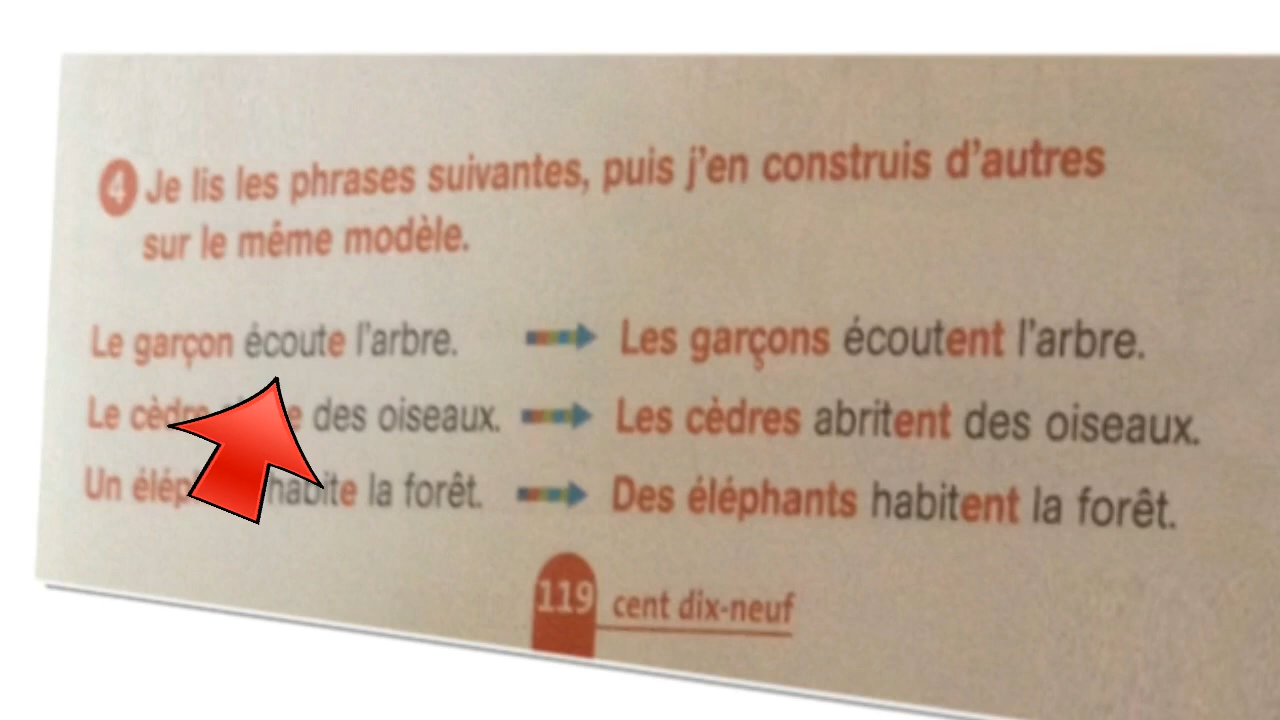 4 Je lis les phrases suivantes, puis j'en construis d'autres
sur le même modèle.
Le garçon écoute l'arbre. Les garçons écoutent l'arbre.
Le des oiseaux. Les cèdres abritent des oiseaux.
Un habite la forêt. Des éléphants habitent la forêt.
119 cent dix-neuf